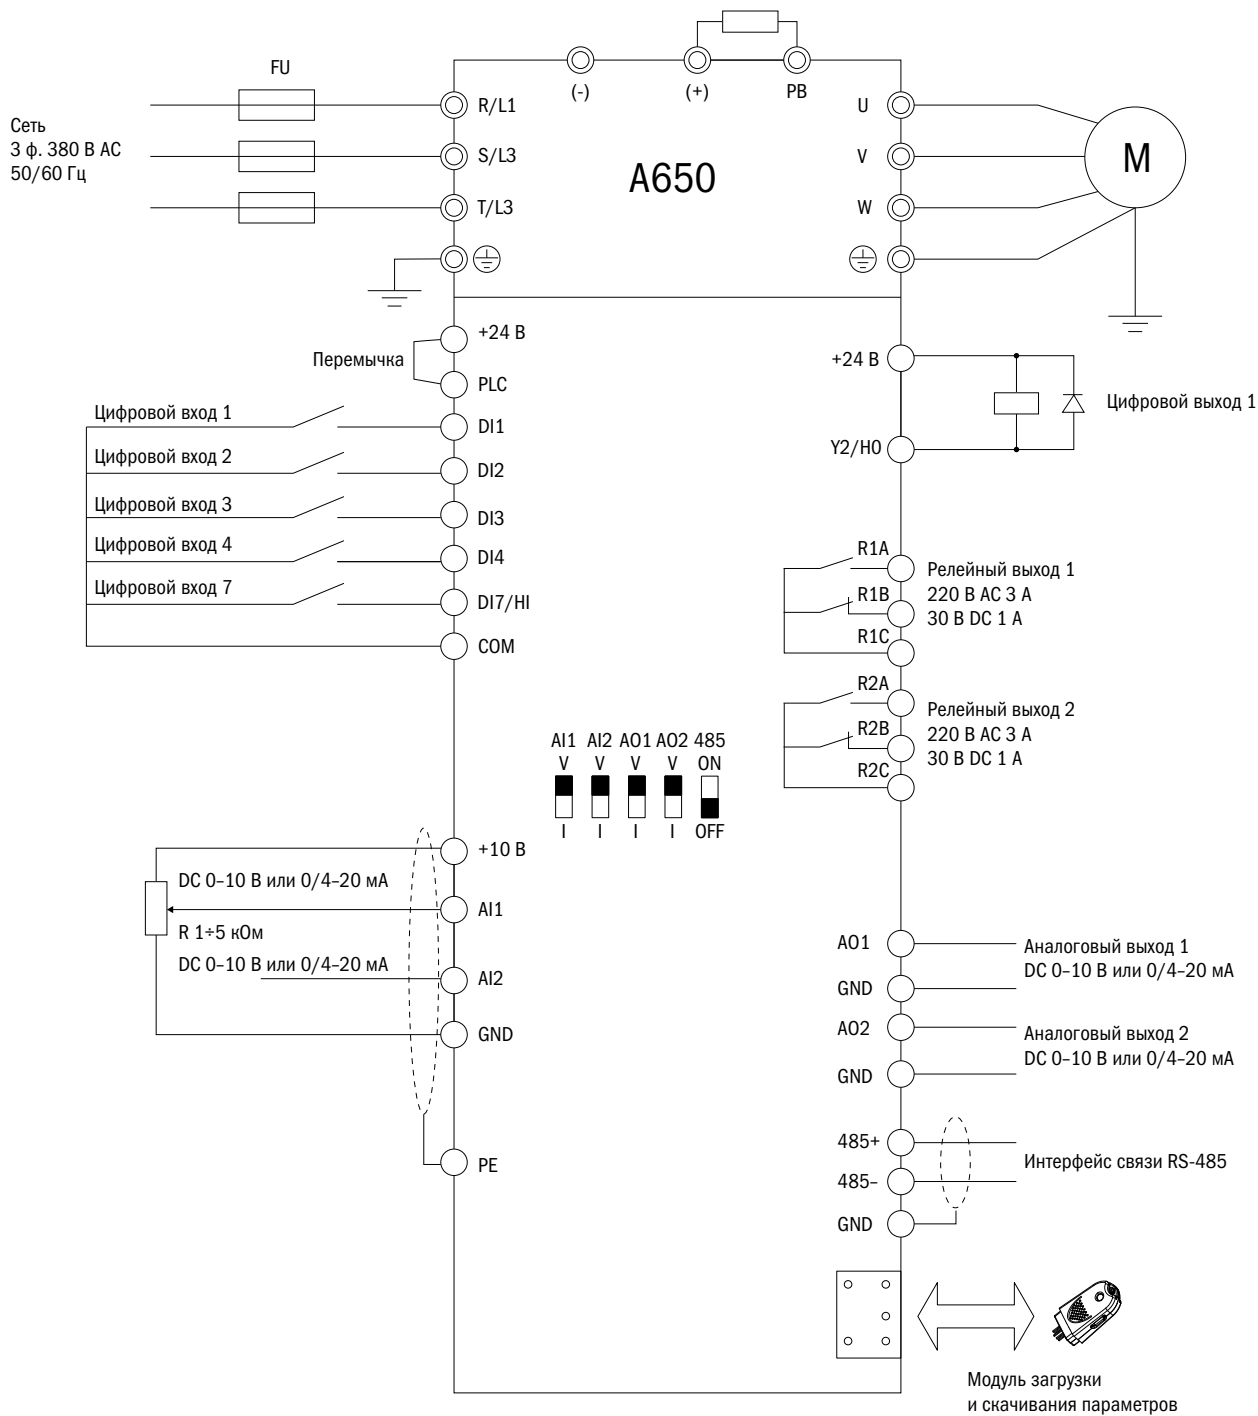 FU
(-)
(+)
PB
R/L1
U
Сеть
3 ф. 380 В AC
50/60 Гц
S/L3
A650
V
M
T/L3
W
+24 В
Перемычка
+24 В
PLC
Цифровой выход 1
Цифровой вход 1
DI1
Цифровой вход 2
Y2/H0
DI2
Цифровой вход 3
DI3
Цифровой вход 4
DI4
R1A
Релейный выход 1
220 В AC 3 А
30 В DC 1 А
Цифровой вход 7
R1B
DI7/HI
R1C
COM
R2A
Релейный выход 2
220 В AC 3 А
30 В DC 1 А
R2B
R2C
AI1 AI2 AO1 AO2 485
V V V V ON
I I I I OFF
+10 В
DC 0–10 В или 0/4–20 мА
AI1
R 1÷5 кОм
DC 0–10 В или 0/4–20 мА
AI2
GND
AO1
Аналоговый выход 1
DC 0–10 В или 0/4–20 мА
GND
AO2
Аналоговый выход 2
DC 0–10 В или 0/4–20 мА
GND
485+
PE
Интерфейс связи RS-485
485–
GND
Модуль загрузки
и скачивания параметров